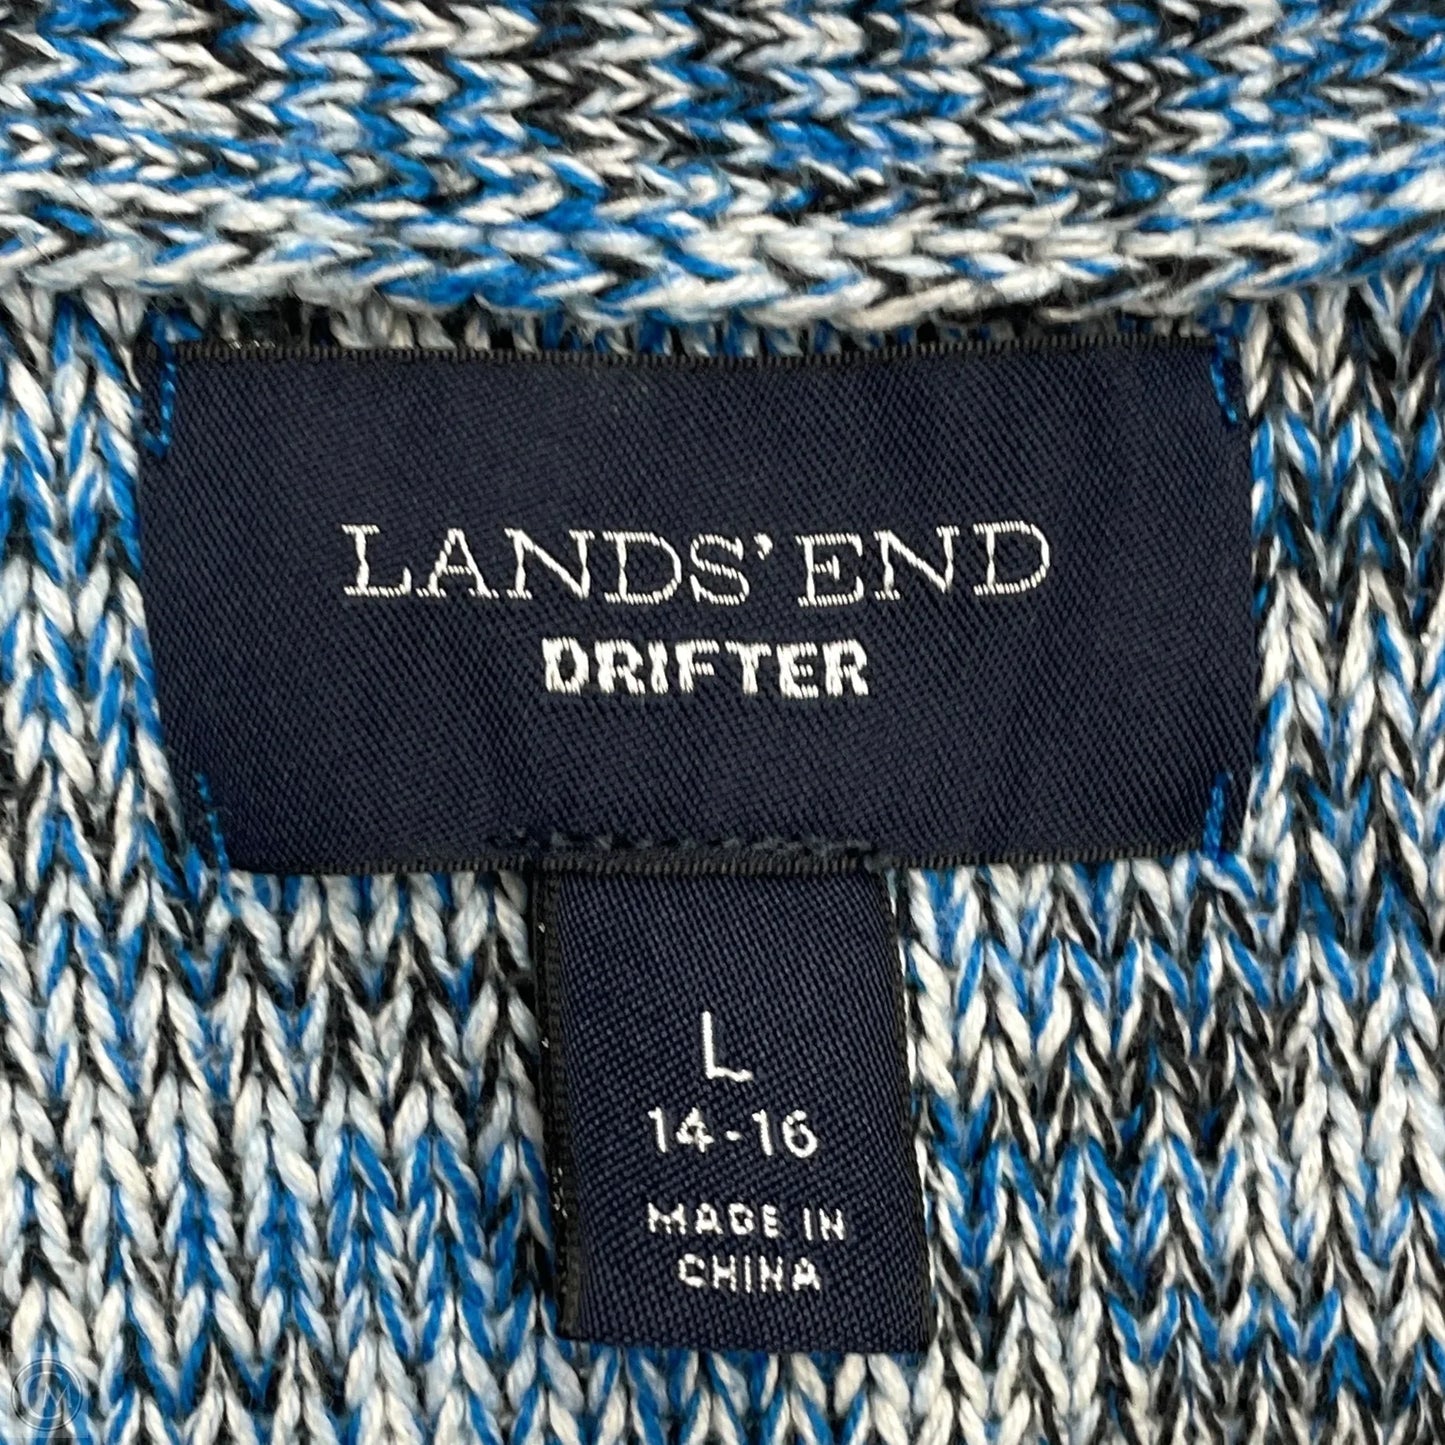 LANDS' END
DRIFTER
L
14-16
MADE IN
CHINA